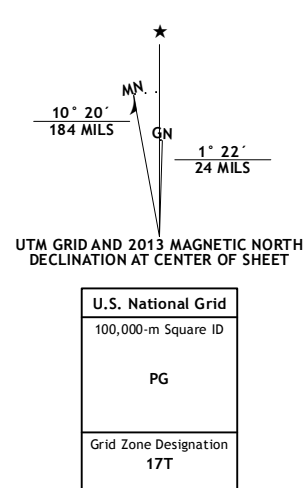 ★
MN
10° 20´
184 MILS
GN
1° 22´
24 MILS
UTM GRID AND 2013 MAGNETIC NORTH
DECLINATION AT CENTER OF SHEET
U.S. National Grid
100,000-m Square ID
PG
Grid Zone Designation
17T